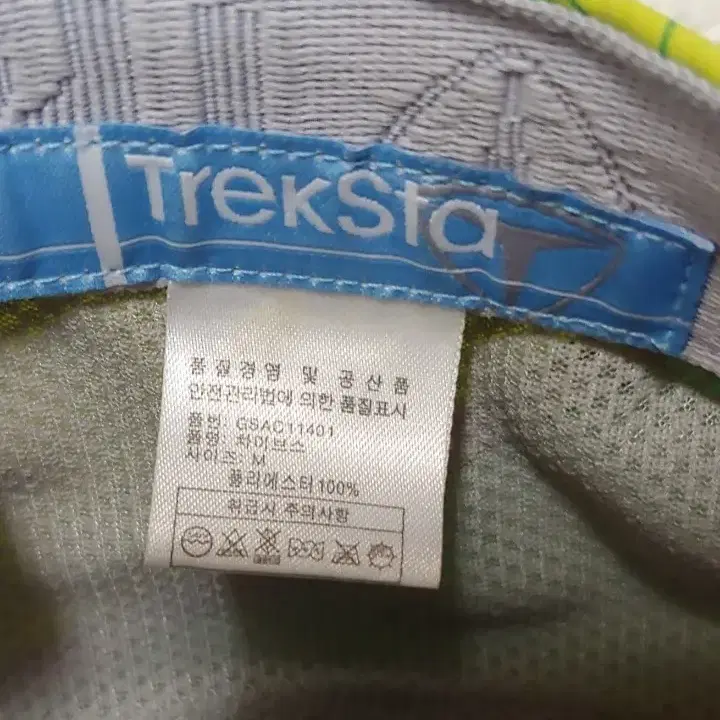 TrekSta
품질경영 및 공산품
안전관리법에 의한 품질표시
품번: GSAC11401
품명: 차이브스
사이즈: M
폴리에스터100%
취급시 주의사항